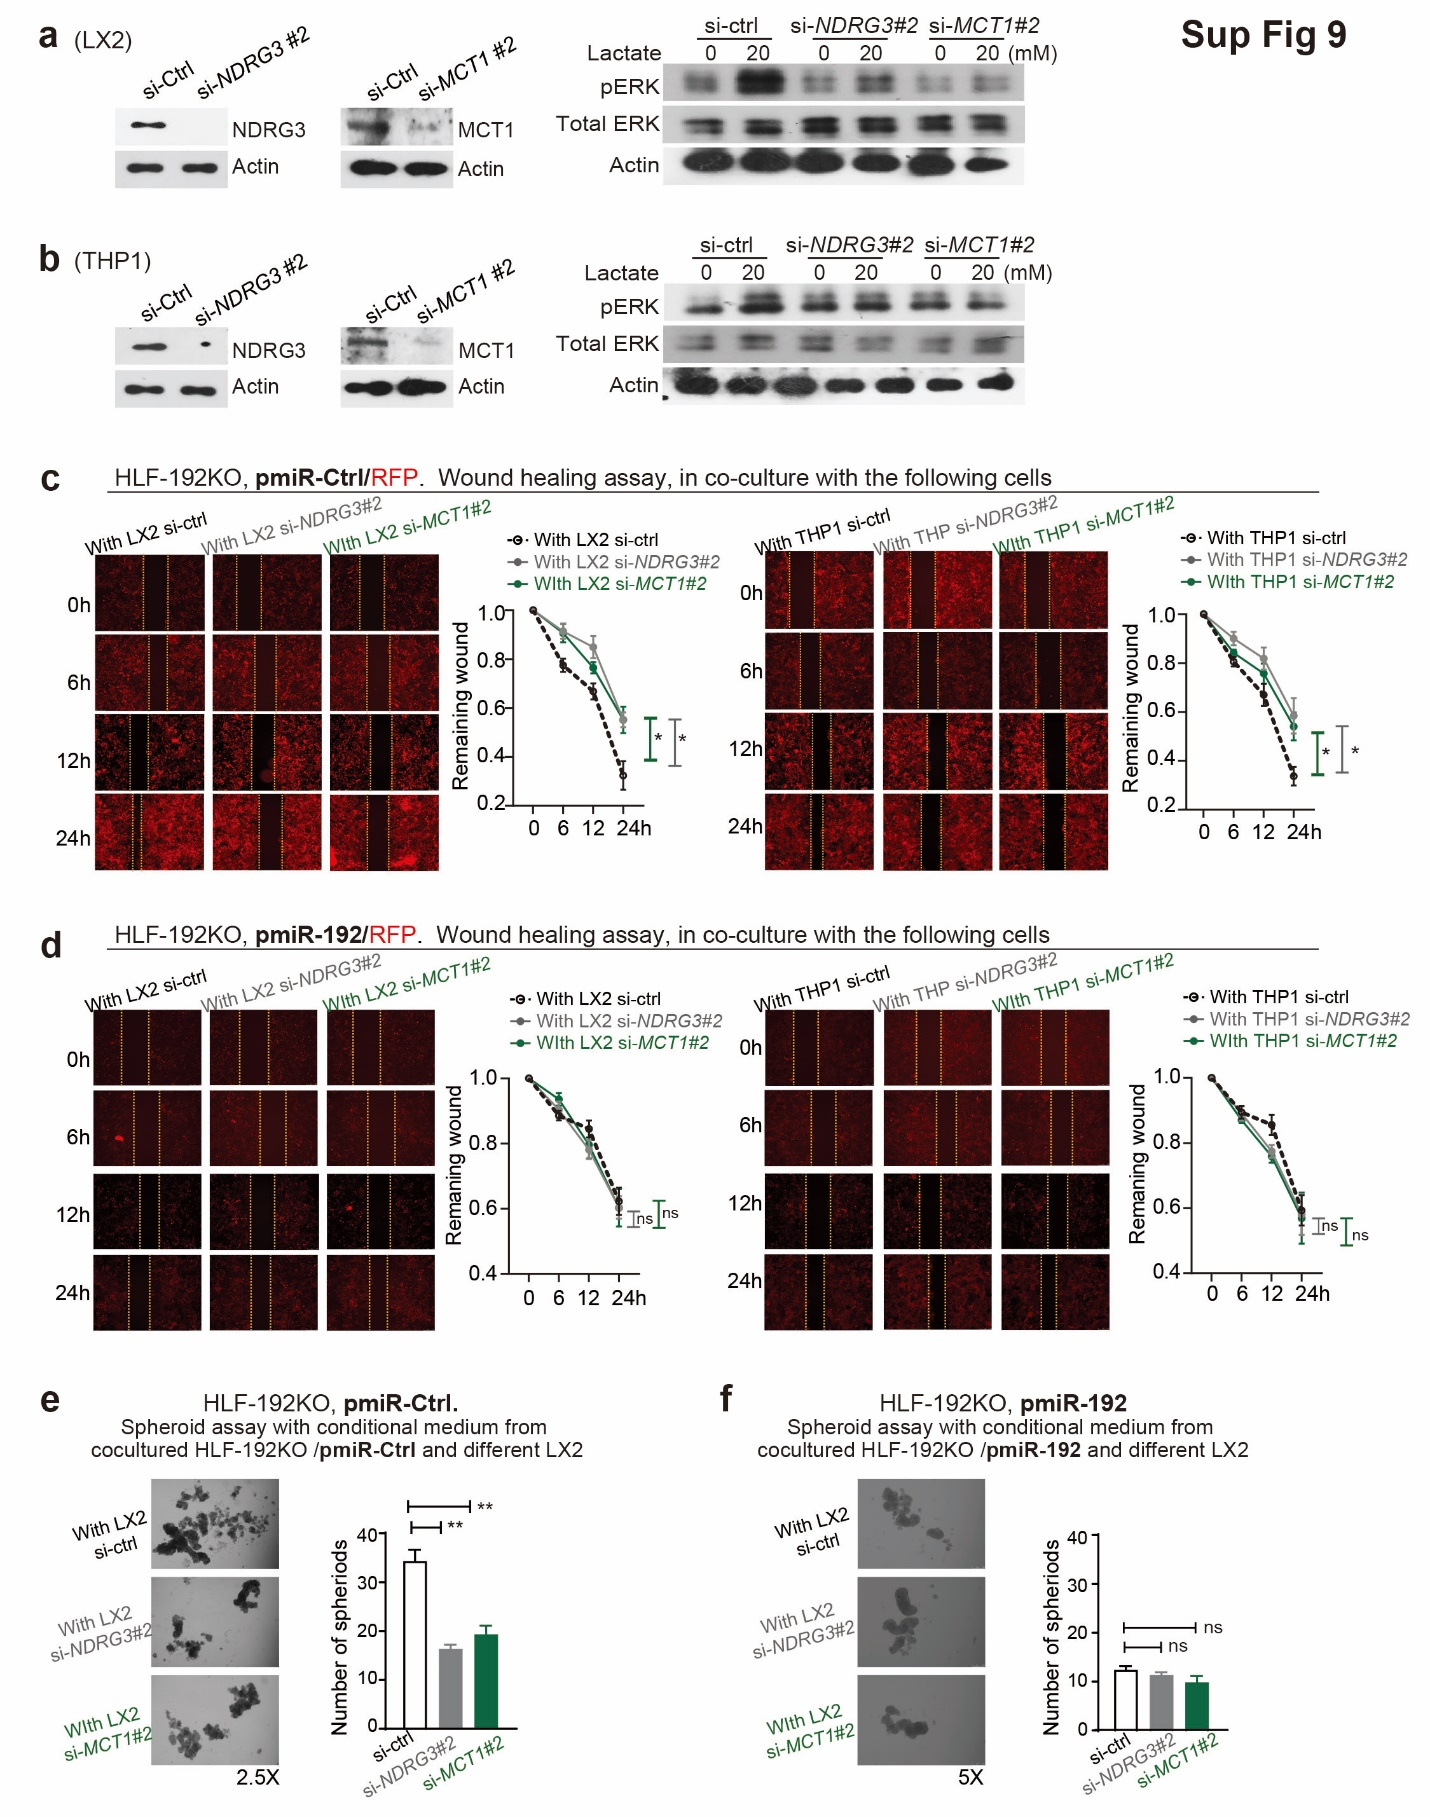 Sup Fig 9
a (LX2)
si-Ctrl
si-NDRG3 #2
NDRG3
Actin
si-Ctrl
si-MCT1 #2
MCT1
Actin
si-ctrl si-NDRG3#2 si-MCT1#2
Lactate 0 20 0 20 0 20 (mM)
pERK
Total ERK
Actin
b (THP1)
si-Ctrl
si-NDRG3 #2
NDRG3
Actin
si-Ctrl
si-MCT1 #2
MCT1
Actin
si-ctrl si-NDRG3#2 si-MCT1#2
Lactate 0 20 0 20 0 20 (mM)
pERK
Total ERK
Actin
c HLF-192KO, pmiR-Ctrl/RFP. Wound healing assay, in co-culture with the following cells
With LX2 si-ctrl
With LX2 si-NDRG3#2
WIth LX2 si-MCT1#2
0h
6h
12h
24h
With LX2 si-ctrl
With LX2 si-NDRG3#2
WIth LX2 si-MCT1#2
Remaining wound
1.0
0.8
0.6
0.4
0.2
* *
0 6 12 24h
With THP1 si-ctrl
With THP si-NDRG3#2
WIth THP1 si-MCT1#2
0h
6h
12h
24h
With THP1 si-ctrl
With THP1 si-NDRG3#2
WIth THP1 si-MCT1#2
Remaining wound
1.0
0.8
0.6
0.4
0.2
* *
0 6 12 24h
d HLF-192KO, pmiR-192/RFP. Wound healing assay, in co-culture with the following cells
With LX2 si-ctrl
With LX2 si-NDRG3#2
WIth LX2 si-MCT1#2
0h
6h
12h
24h
With LX2 si-ctrl
With LX2 si-NDRG3#2
WIth LX2 si-MCT1#2
Remaning wound
1.0
0.8
0.6
0.4
ns ns
0 6 12 24h
With THP1 si-ctrl
With THP si-NDRG3#2
WIth THP1 si-MCT1#2
0h
6h
12h
24h
With THP1 si-ctrl
With THP1 si-NDRG3#2
WIth THP1 si-MCT1#2
Remaning wound
1.0
0.8
0.6
0.4
ns ns
0 6 12 24h
e HLF-192KO, pmiR-Ctrl.
Spheroid assay with conditional medium from
cocultured HLF-192KO /pmiR-Ctrl and different LX2
With LX2
si-ctrl
With LX2
si-NDRG3#2
WIth LX2
si-MCT1#2
2.5X
Number of spheriods
40
30
20
10
0
**
**
si-ctrl
si-NDRG3#2
si-MCT1#2
f HLF-192KO, pmiR-192
Spheroid assay with conditional medium from
cocultured HLF-192KO /pmiR-192 and different LX2
With LX2
si-ctrl
With LX2
si-NDRG3#2
WIth LX2
si-MCT1#2
5X
Number of spheriods
40
30
20
10
0
ns
ns
si-ctrl
si-NDRG3#2
si-MCT1#2